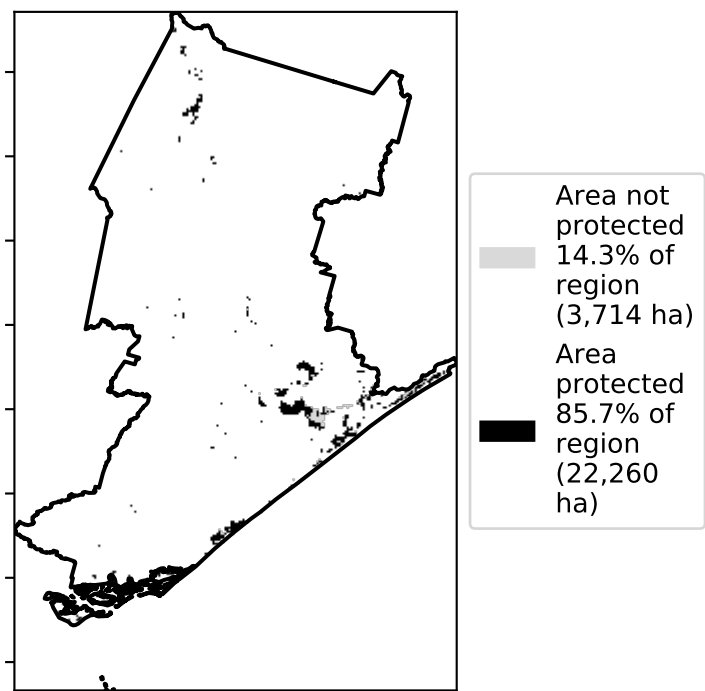 Area not
protected
14.3% of
region
(3,714 ha)
Area
protected
85.7% of
region
(22,260
ha)